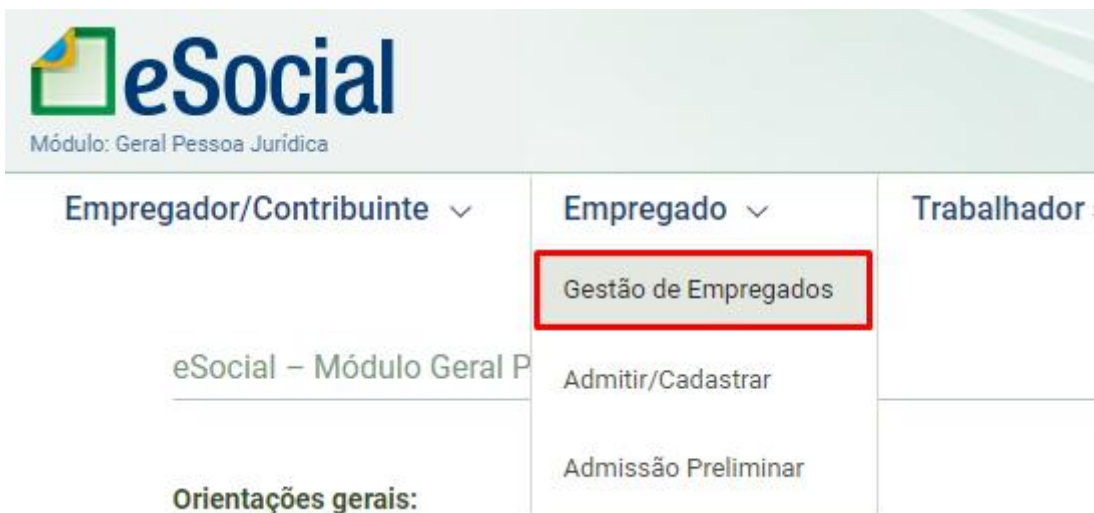 eSocial
Módulo: Geral Pessoa Jurídica
Empregador/Contribuinte
Empregado
Trabalhador
Gestão de Empregados
eSocial – Módulo Geral P
Admitir/Cadastrar
Admissão Preliminar
Orientações gerais: